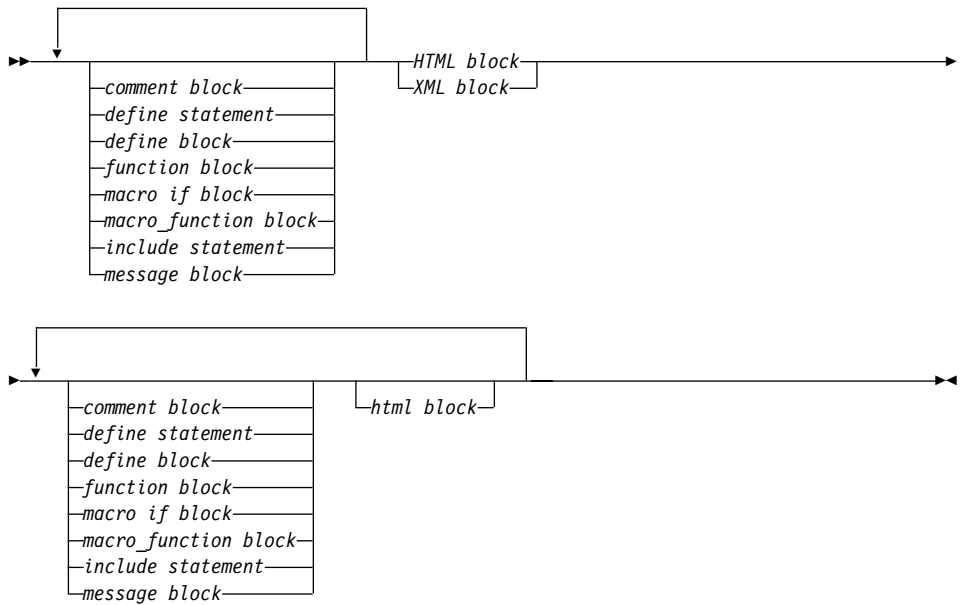 HTML block
XML block
comment block
define statement
define block
function block
macro if block
macro_function block
include statement
message block
html block
comment block
define statement
define block
function block
macro if block
macro_function block
include statement
message block